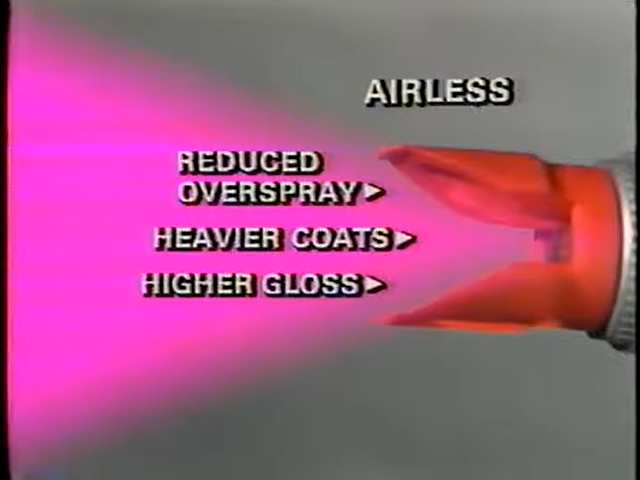 AIRLESS
REDUCED
OVERSPRAY
HEAVIER COATS
HIGHER GLOSS